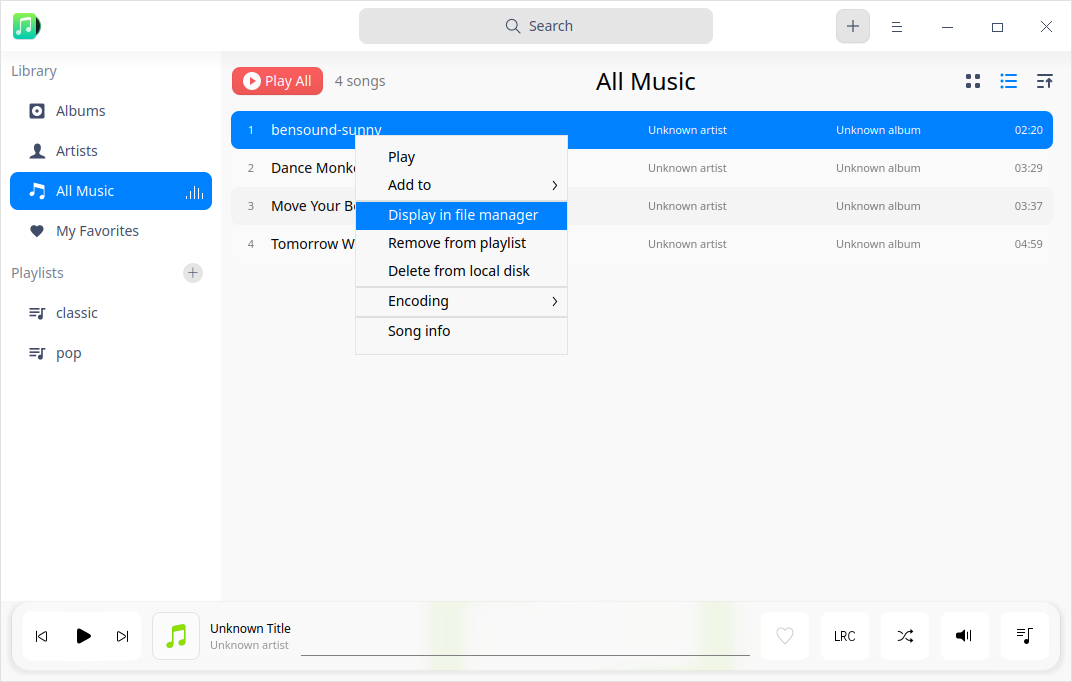 Search
Library
Albums
Artists
All Music
My Favorites
Playlists
classic
pop
Play All 4 songs All Music
1 bensound-sunny Unknown artist Unknown album 02:20
2 Dance Monk Unknown artist Unknown album 03:29
3 Move Your Unknown artist Unknown album 03:37
4 Tomorrow Unknown artist Unknown album 04:59
Play
Add to
Display in file manager
Remove from playlist
Delete from local disk
Encoding
Song info
Unknown Title
Unknown artist
LRC